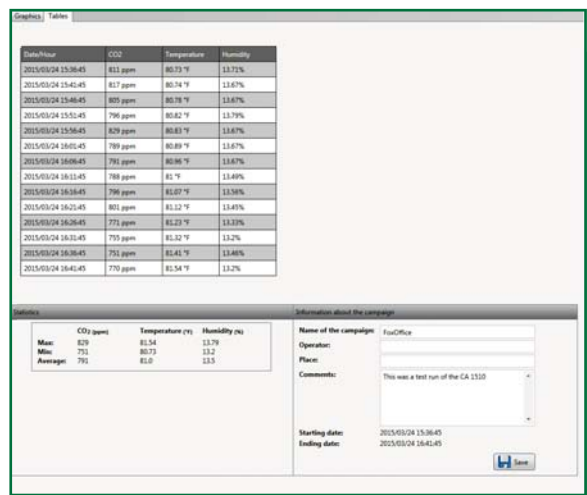 Graphics Tables
Date/Hour CO2 Temperature Humidity
2015/03/24 15:36:45 811 ppm 80.73 °F 13.71%
2015/03/24 15:41:45 817 ppm 80.74 °F 13.67%
2015/03/24 15:46:45 805 ppm 80.78 °F 13.67%
2015/03/24 15:51:45 796 ppm 80.82 °F 13.79%
2015/03/24 15:56:45 829 ppm 80.83 °F 13.67%
2015/03/24 16:01:45 789 ppm 80.89 °F 13.67%
2015/03/24 16:06:45 791 ppm 80.96 °F 13.67%
2015/03/24 16:11:45 788 ppm 81 °F 13.49%
2015/03/24 16:16:45 796 ppm 81.07 °F 13.56%
2015/03/24 16:21:45 801 ppm 81.12 °F 13.45%
2015/03/24 16:26:45 771 ppm 81.23 °F 13.33%
2015/03/24 16:31:45 755 ppm 81.32 °F 13.2%
2015/03/24 16:36:45 751 ppm 81.41 °F 13.46%
2015/03/24 16:41:45 770 ppm 81.54 °F 13.2%
Statistics
CO2 (ppm) Temperature (°F) Humidity (%)
Max: 829 81.54 13.79
Min: 751 80.73 13.2
Average: 791 81.0 13.5
Information about the campaign
Name of the campaign: FoxOffice
Operator:
Place:
Comments: This was a test run of the CA 1510
Starting date: 2015/03/24 15:36:45
Ending date: 2015/03/24 16:41:45
Save